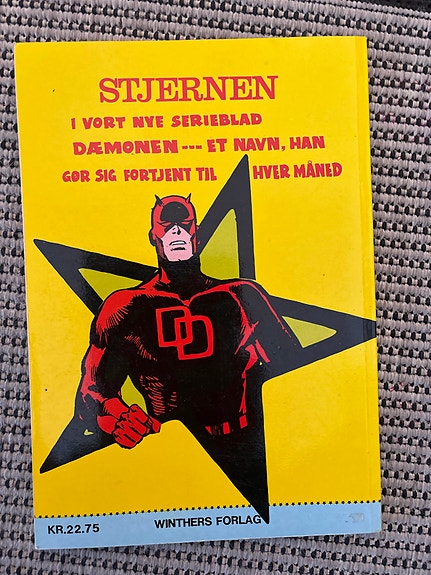 STJERNEN
I VORT NYE SERIEBLAD
DÆMONEN --- ET NAVN, HAN
GØR SIG FORTJENT TIL HVER MÅNED
DD
KR.22.75 WINTHERS FORLAG